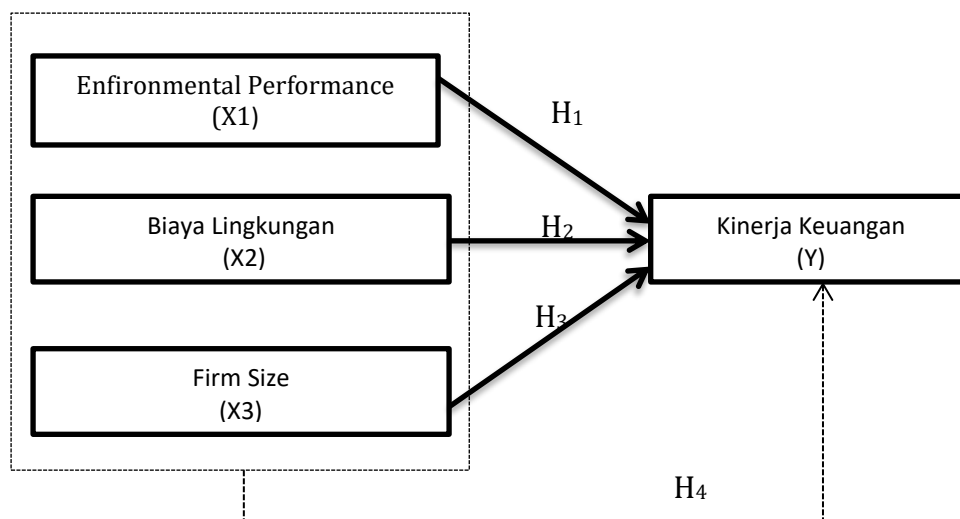 Enfironmental Performance
(X1)
H1
Biaya Lingkungan
(X2)
H2
Kinerja Keuangan
(Y)
H3
Firm Size
(X3)
H4